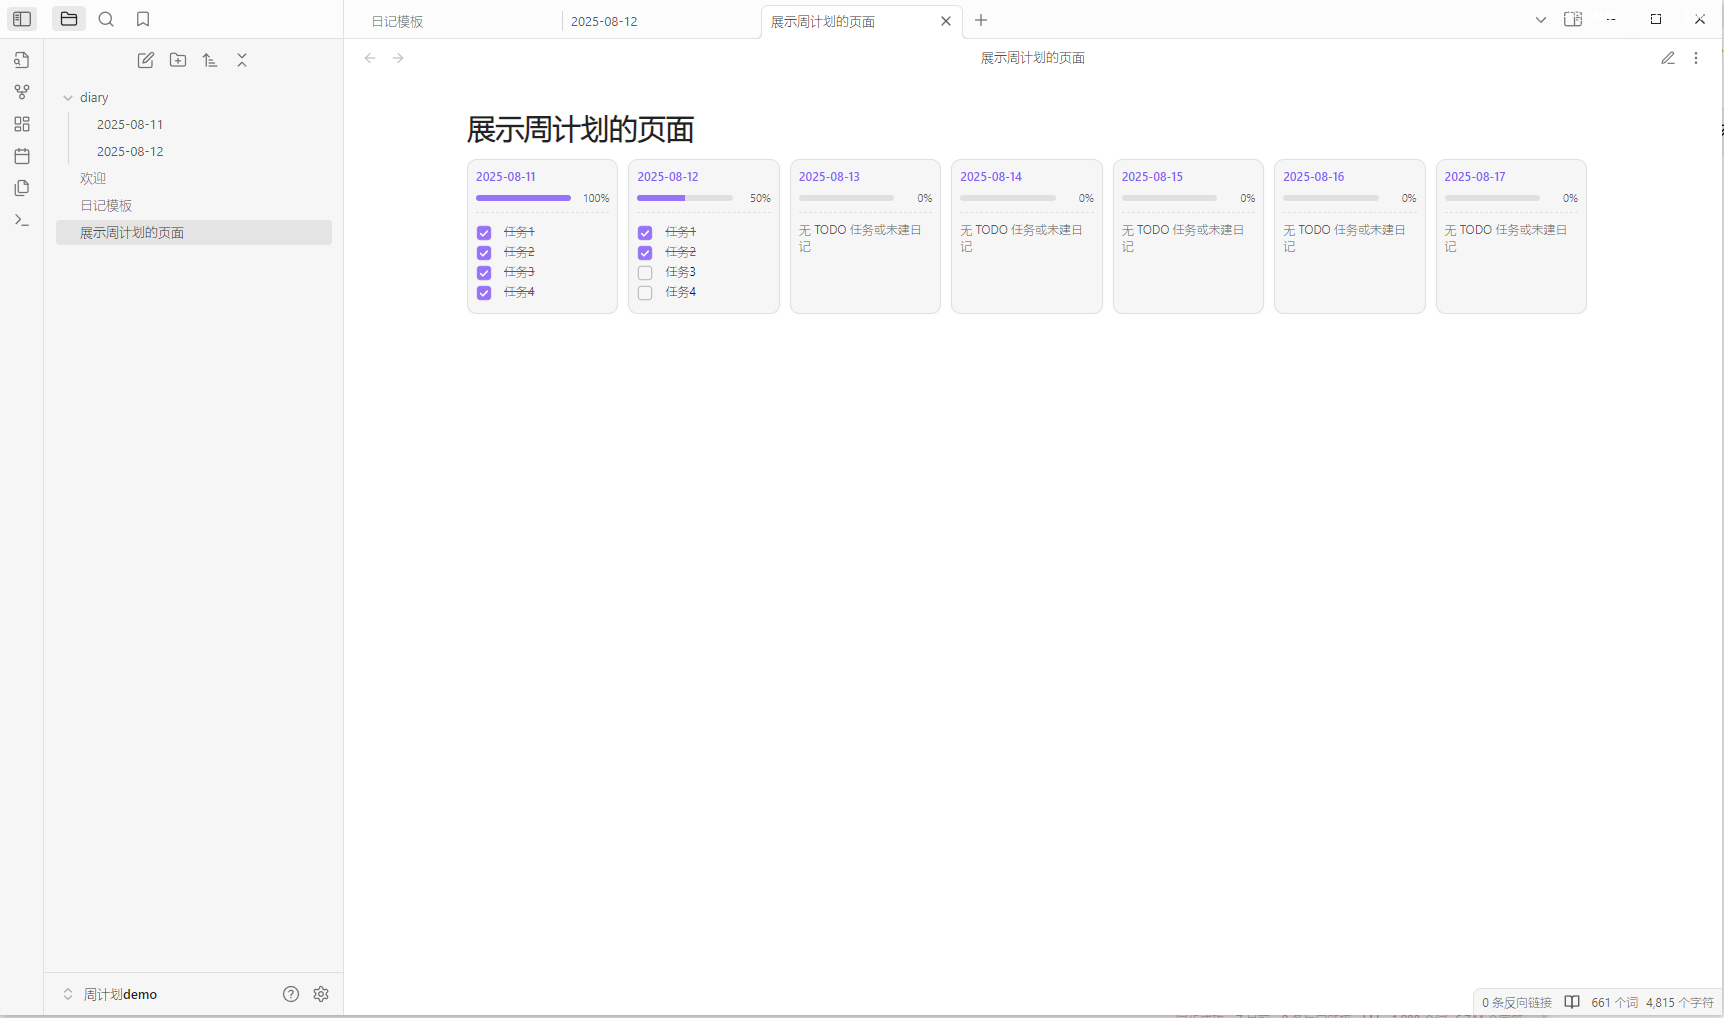 日记模板
2025-08-12
展示周计划的页面
展示周计划的页面
diary
2025-08-11
2025-08-12
欢迎
日记模板
展示周计划的页面
展示周计划的页面
2025-08-11
100%
任务1
任务2
任务3
任务4
2025-08-12
50%
任务1
任务2
任务3
任务4
2025-08-13
0%
无 TODO 任务或未建日
记
2025-08-14
0%
无 TODO 任务或未建日
记
2025-08-15
0%
无 TODO 任务或未建日
记
2025-08-16
0%
无 TODO 任务或未建日
记
2025-08-17
0%
无 TODO 任务或未建日
记
周计划demo
0 条反向链接 661 个词 4,815 个字符